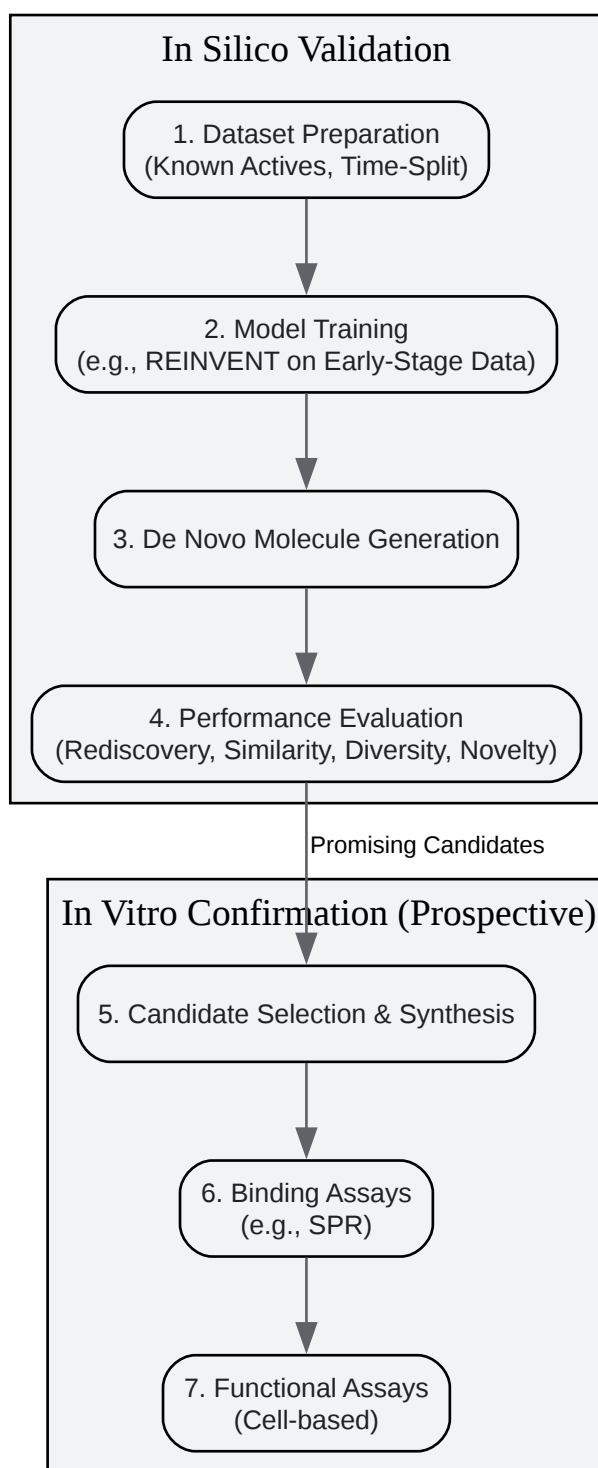 In Silico Validation
1. Dataset Preparation
(Known Actives, Time-Split)
2. Model Training
(e.g., REINVENT on Early-Stage Data)
3. De Novo Molecule Generation
4. Performance Evaluation
(Rediscovery, Similarity, Diversity, Novelty)
Promising Candidates
In Vitro Confirmation (Prospective)
5. Candidate Selection & Synthesis
6. Binding Assays
(e.g., SPR)
7. Functional Assays
(Cell-based)